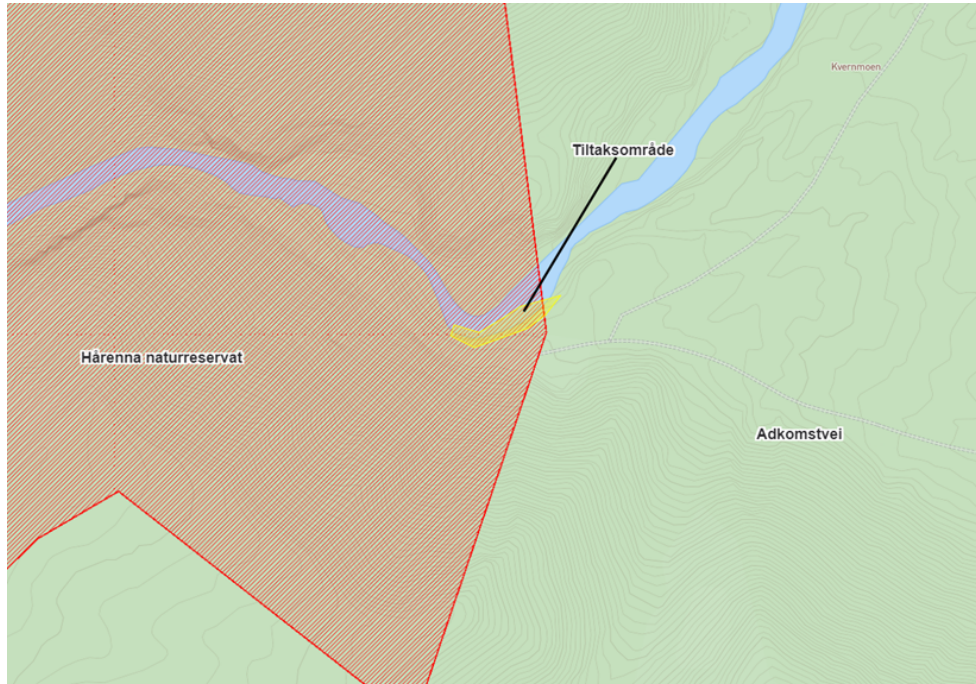 Kvernmoen
Tiltaksområde
Hårenna naturreservat
Adkomstvei